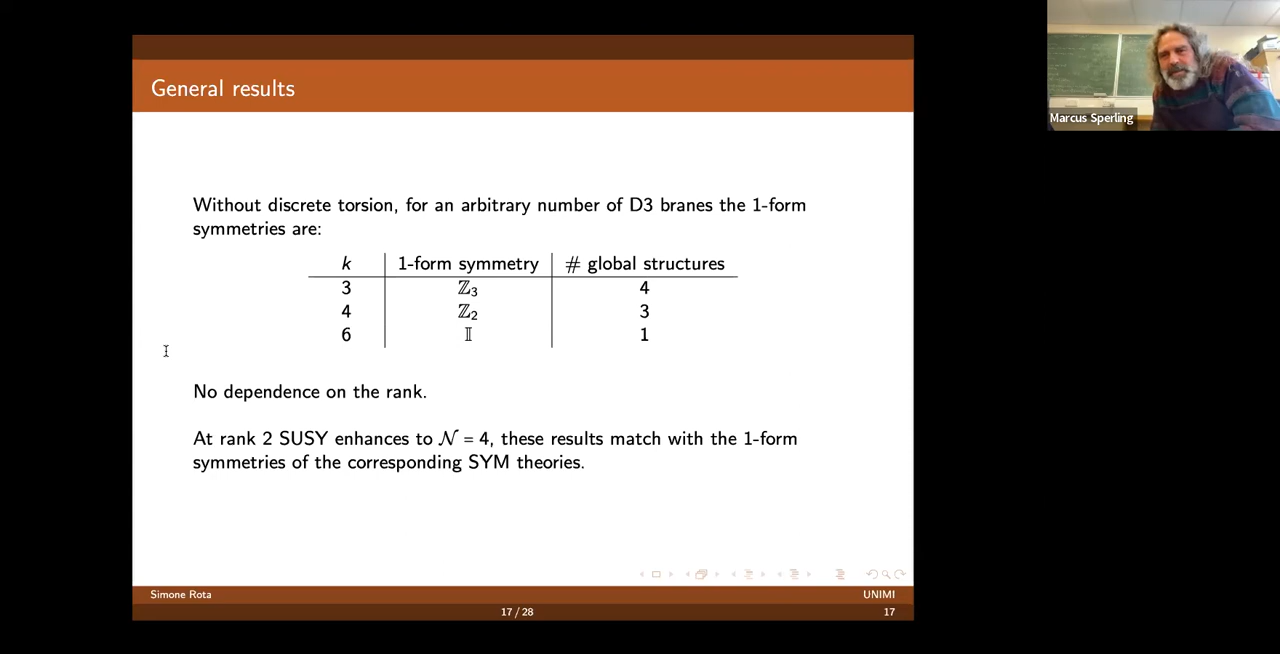 General results
Marcus Sperling
Without discrete torsion, for an arbitrary number of D3 branes the 1-form
symmetries are:
k 1-form symmetry # global structures
3 ℤ₃ 4
4 ℤ₂ 3
6 𝕀 1
No dependence on the rank.
At rank 2 SUSY enhances to 𝒩 = 4, these results match with the 1-form
symmetries of the corresponding SYM theories.
Simone Rota UNIMI
17 / 28 17